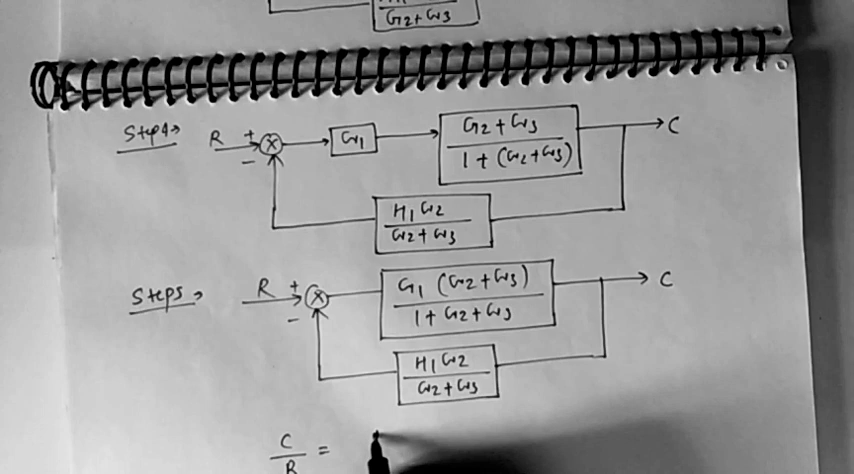 G2+G3
Step4→ R + - G1 G2+G3 / 1+(G2+G3) C
H1G2 / G2+G3
Step5→ R + - G1 (G2+G3) / 1+G2+G3 C
H1G2 / G2+G3
C / R =